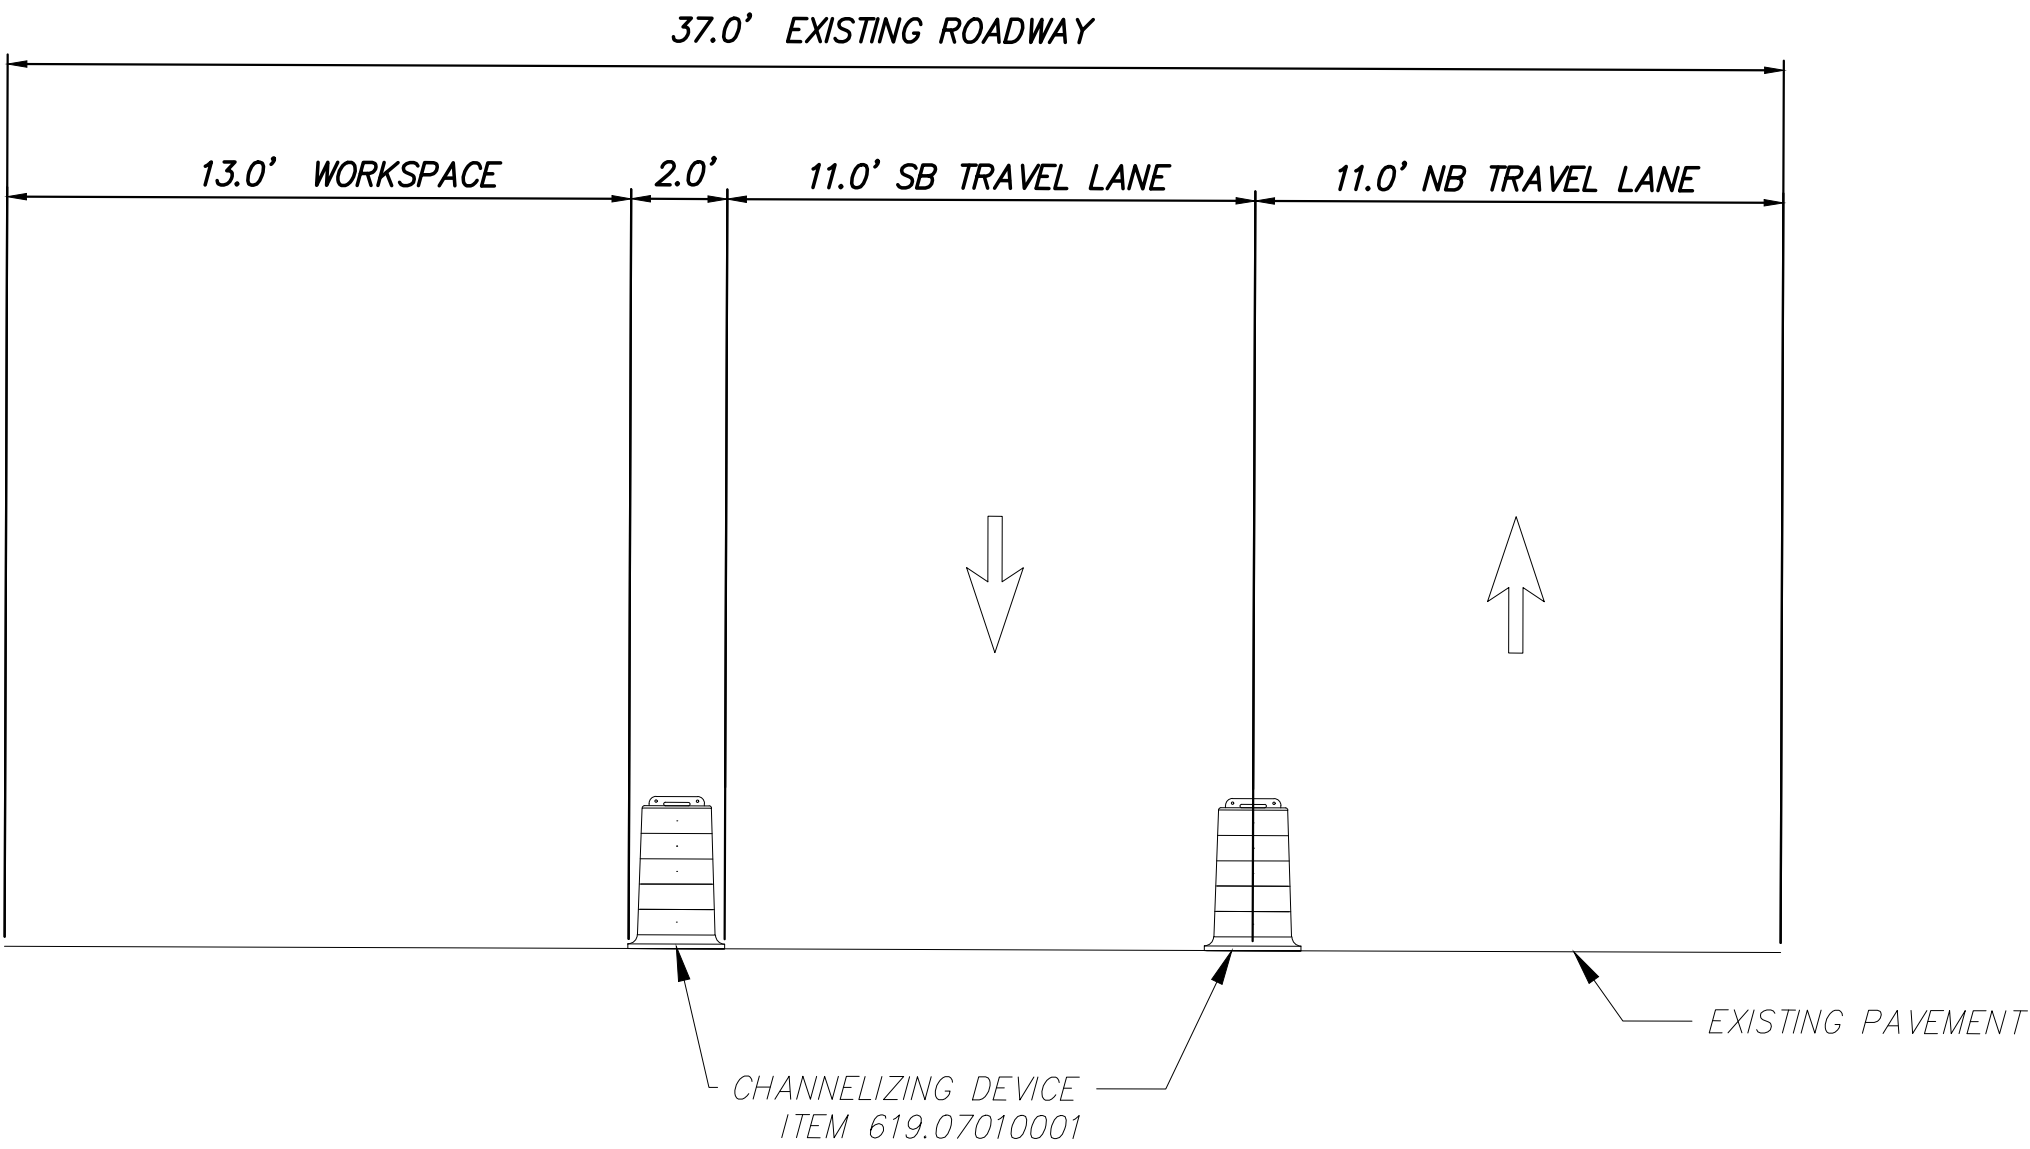 37.0' EXISTING ROADWAY
13.0' WORKSPACE
2.0'
11.0' SB TRAVEL LANE
11.0' NB TRAVEL LANE
EXISTING PAVEMENT
CHANNELIZING DEVICE
ITEM 619.07010001